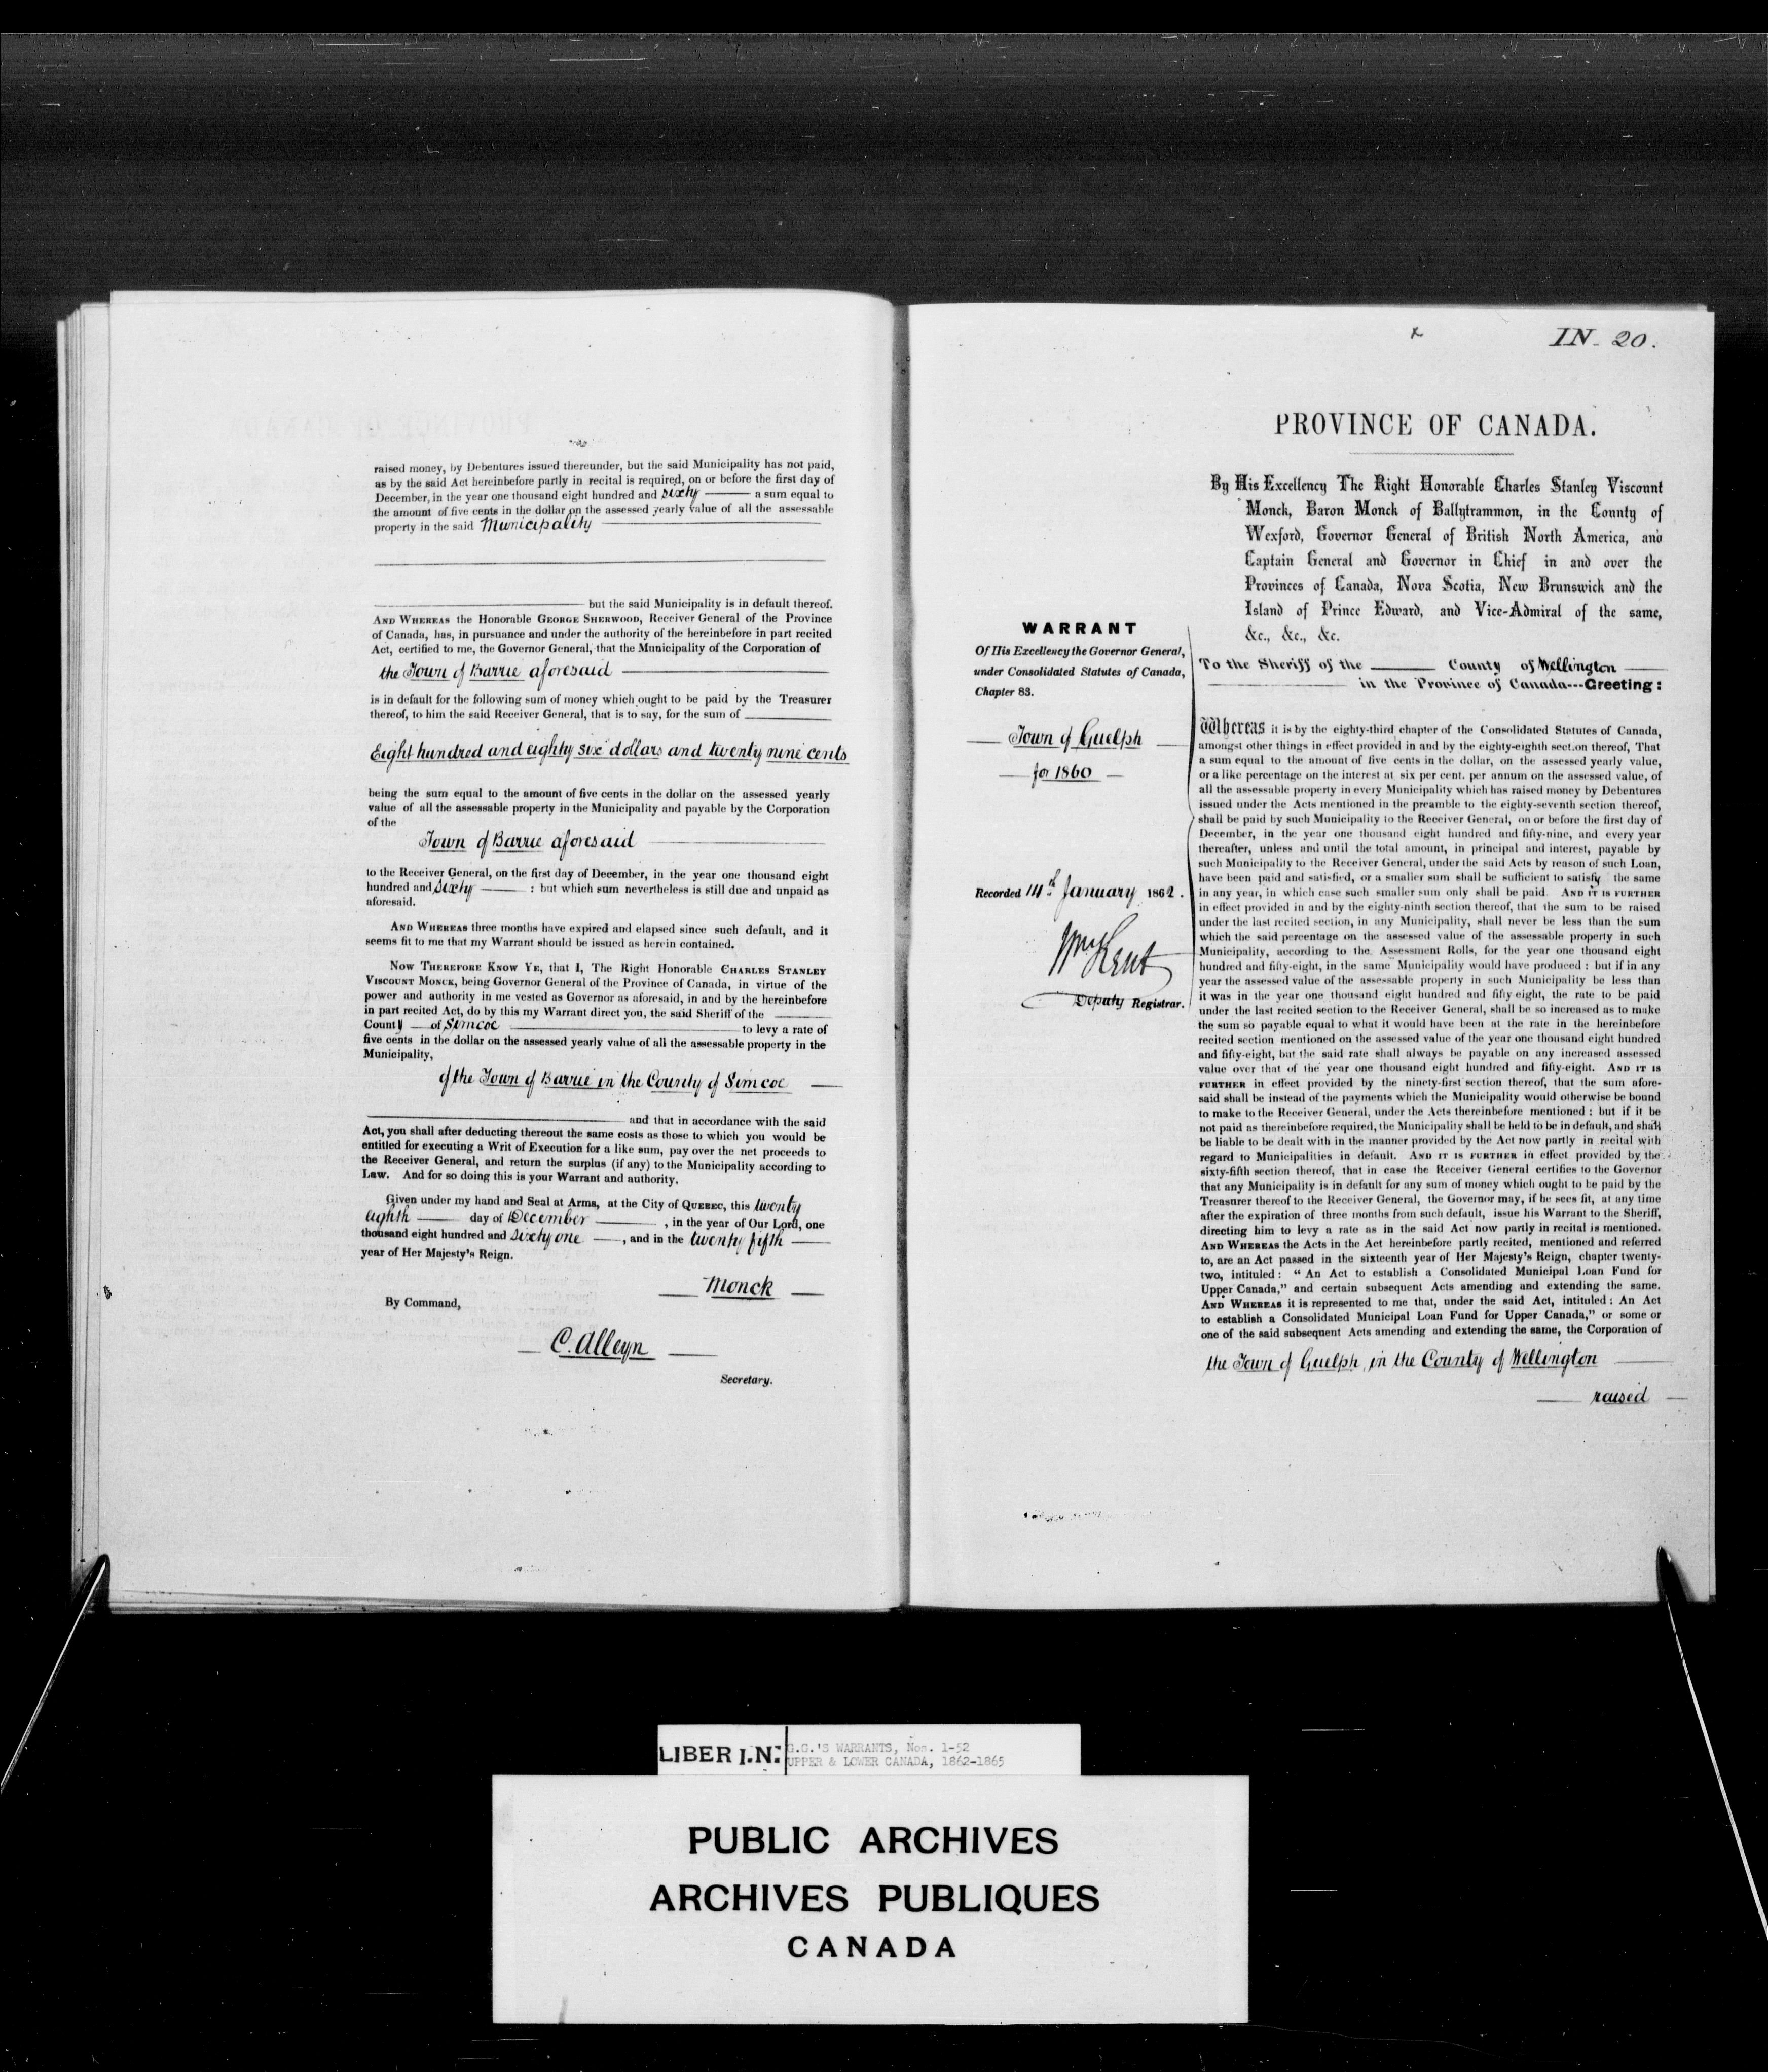 raised money, by Debentures issued thereunder, but the said Municipality has not paid,
as by the said Act hereinbefore partly in recital is required, on or before the first day of
December, in the year one thousand eight hundred and sixty a sum equal to
the amount of five cents in the dollar on the assessed yearly value of all the assessable
property in the said Municipality
but the said Municipality is in default thereof.
AND WHEREAS the Honorable GEORGE SHERWOOD, Receiver General of the Province
of Canada, has, in pursuance and under the authority of the hereinbefore in part recited
Act, certified to me, the Governor General, that the Municipality of the Corporation of
the Town of Barrie aforesaid
is in default for the following sum of money which ought to be paid by the Treasurer
thereof, to him the said Receiver General, that is to say, for the sum of
Eight hundred and eighty six dollars and twenty nine cents
being the sum equal to the amount of five cents in the dollar on the assessed yearly
value of all the assessable property in the Municipality and payable by the Corporation
of the
Town of Barrie aforesaid
to the Receiver General, on the first day of December, in the year one thousand eight
hundred and sixty : but which sum nevertheless is still due and unpaid as
aforesaid.
AND WHEREAS three months have expired and elapsed since such default, and it
seems fit to me that my Warrant should be issued as herein contained.
NOW THEREFORE KNOW YE, that I, The Right Honorable CHARLES STANLEY
VISCOUNT MONCK, being Governor General of the Province of Canada, in virtue of the
power and authority in me vested as Governor as aforesaid, in and by the hereinbefore
in part recited Act, do by this my Warrant direct you, the said Sheriff of the
County of Simcoe to levy a rate of
five cents in the dollar on the assessed yearly value of all the assessable property in the
Municipality,
of the Town of Barrie in the County of Simcoe
and that in accordance with the said
Act, you shall after deducting thereout the same costs as those to which you would be
entitled for executing a Writ of Execution for a like sum, pay over the net proceeds to
the Receiver General, and return the surplus (if any) to the Municipality according to
Law. And for so doing this is your Warrant and authority.
Given under my hand and Seal at Arms, at the City of QUEBEC, this twenty
eighth day of December , in the year of Our Lord, one
thousand eight hundred and sixty one , and in the twenty fifth
year of Her Majesty's Reign.
Monck
By Command,
C. Alleyn
Secretary.
IN - 20.
PROVINCE OF CANADA.
By His Excellency The Right Honorable Charles Stanley Viscount
Monck, Baron Monck of Ballytrammon, in the County of
Wexford, Governor General of British North America, and
Captain General and Governor in Chief in and over the
Provinces of Canada, Nova Scotia, New Brunswick and the
Island of Prince Edward, and Vice-Admiral of the same,
&c., &c., &c.
To the Sheriff of the County of Wellington
in the Province of Canada---Greeting:
WARRANT
Of His Excellency the Governor General,
under Consolidated Statutes of Canada,
Chapter 83.
Town of Guelph
for 1860
Recorded 14th January 1862.
Wm Kent
Deputy Registrar.
Whereas it is by the eighty-third chapter of the Consolidated Statutes of Canada,
amongst other things in effect provided in and by the eighty-eighth section thereof, That
a sum equal to the amount of five cents in the dollar, on the assessed yearly value,
or a like percentage on the interest at six per cent. per annum on the assessed value, of
all the assessable property in every Municipality which has raised money by Debentures
issued under the Acts mentioned in the preamble to the eighty-seventh section thereof,
shall be paid by such Municipality to the Receiver General, on or before the first day of
December, in the year one thousand eight hundred and fifty-nine, and every year
thereafter, unless and until the total amount, in principal and interest, payable by
such Municipality to the Receiver General, under the said Acts by reason of such Loan,
have been paid and satisfied, or a smaller sum shall be sufficient to satisfy the same
in any year, in which case such smaller sum only shall be paid. AND IT IS FURTHER
in effect provided in and by the eighty-ninth section thereof, that the sum to be raised
under the last recited section, in any Municipality, shall never be less than the sum
which the said percentage on the assessed value of the assessable property in such
Municipality, according to the Assessment Rolls, for the year one thousand eight
hundred and fifty-eight, in the same Municipality would have produced : but if in any
year the assessed value of the assessable property in such Municipality be less than
it was in the year one thousand eight hundred and fifty eight, the rate to be paid
under the last recited section to the Receiver General, shall be so increased as to make
the sum so payable equal to what it would have been at the rate in the hereinbefore
recited section mentioned on the assessed value of the year one thousand eight hundred
and fifty-eight, but the said rate shall always be payable on any increased assessed
value over that of the year one thousand eight hundred and fifty-eight. AND IT IS
FURTHER in effect provided by the ninety-first section thereof, that the sum afore-
said shall be instead of the payments which the Municipality would otherwise be bound
to make to the Receiver General, under the Acts thereinbefore mentioned : but if it be
not paid as thereinbefore required, the Municipality shall be held to be in default, and shall
be liable to be dealt with in the manner provided by the Act now partly in recital with
regard to Municipalities in default. AND IT IS FURTHER in effect provided by the
sixty-fifth section thereof, that in case the Receiver General certifies to the Governor
that any Municipality is in default for any sum of money which ought to be paid by the
Treasurer thereof to the Receiver General, the Governor may, if he sees fit, at any time
after the expiration of three months from such default, issue his Warrant to the Sheriff,
directing him to levy a rate as in the said Act now partly in recital is mentioned.
AND WHEREAS the Acts in the Act hereinbefore partly recited, mentioned and referred
to, are an Act passed in the sixteenth year of Her Majesty's Reign, chapter twenty-
two, intituled: "An Act to establish a Consolidated Municipal Loan Fund for
Upper Canada," and certain subsequent Acts amending and extending the same.
AND WHEREAS it is represented to me that, under the said Act, intituled : An Act
to establish a Consolidated Municipal Loan Fund for Upper Canada," or some or
one of the said subsequent Acts amending and extending the same, the Corporation of
the Town of Guelph, in the County of Wellington
raised
LIBER I.N: G.G.'S WARRANTS, Nos. 1-52
UPPER & LOWER CANADA, 1862-1865
PUBLIC ARCHIVES
ARCHIVES PUBLIQUES
CANADA